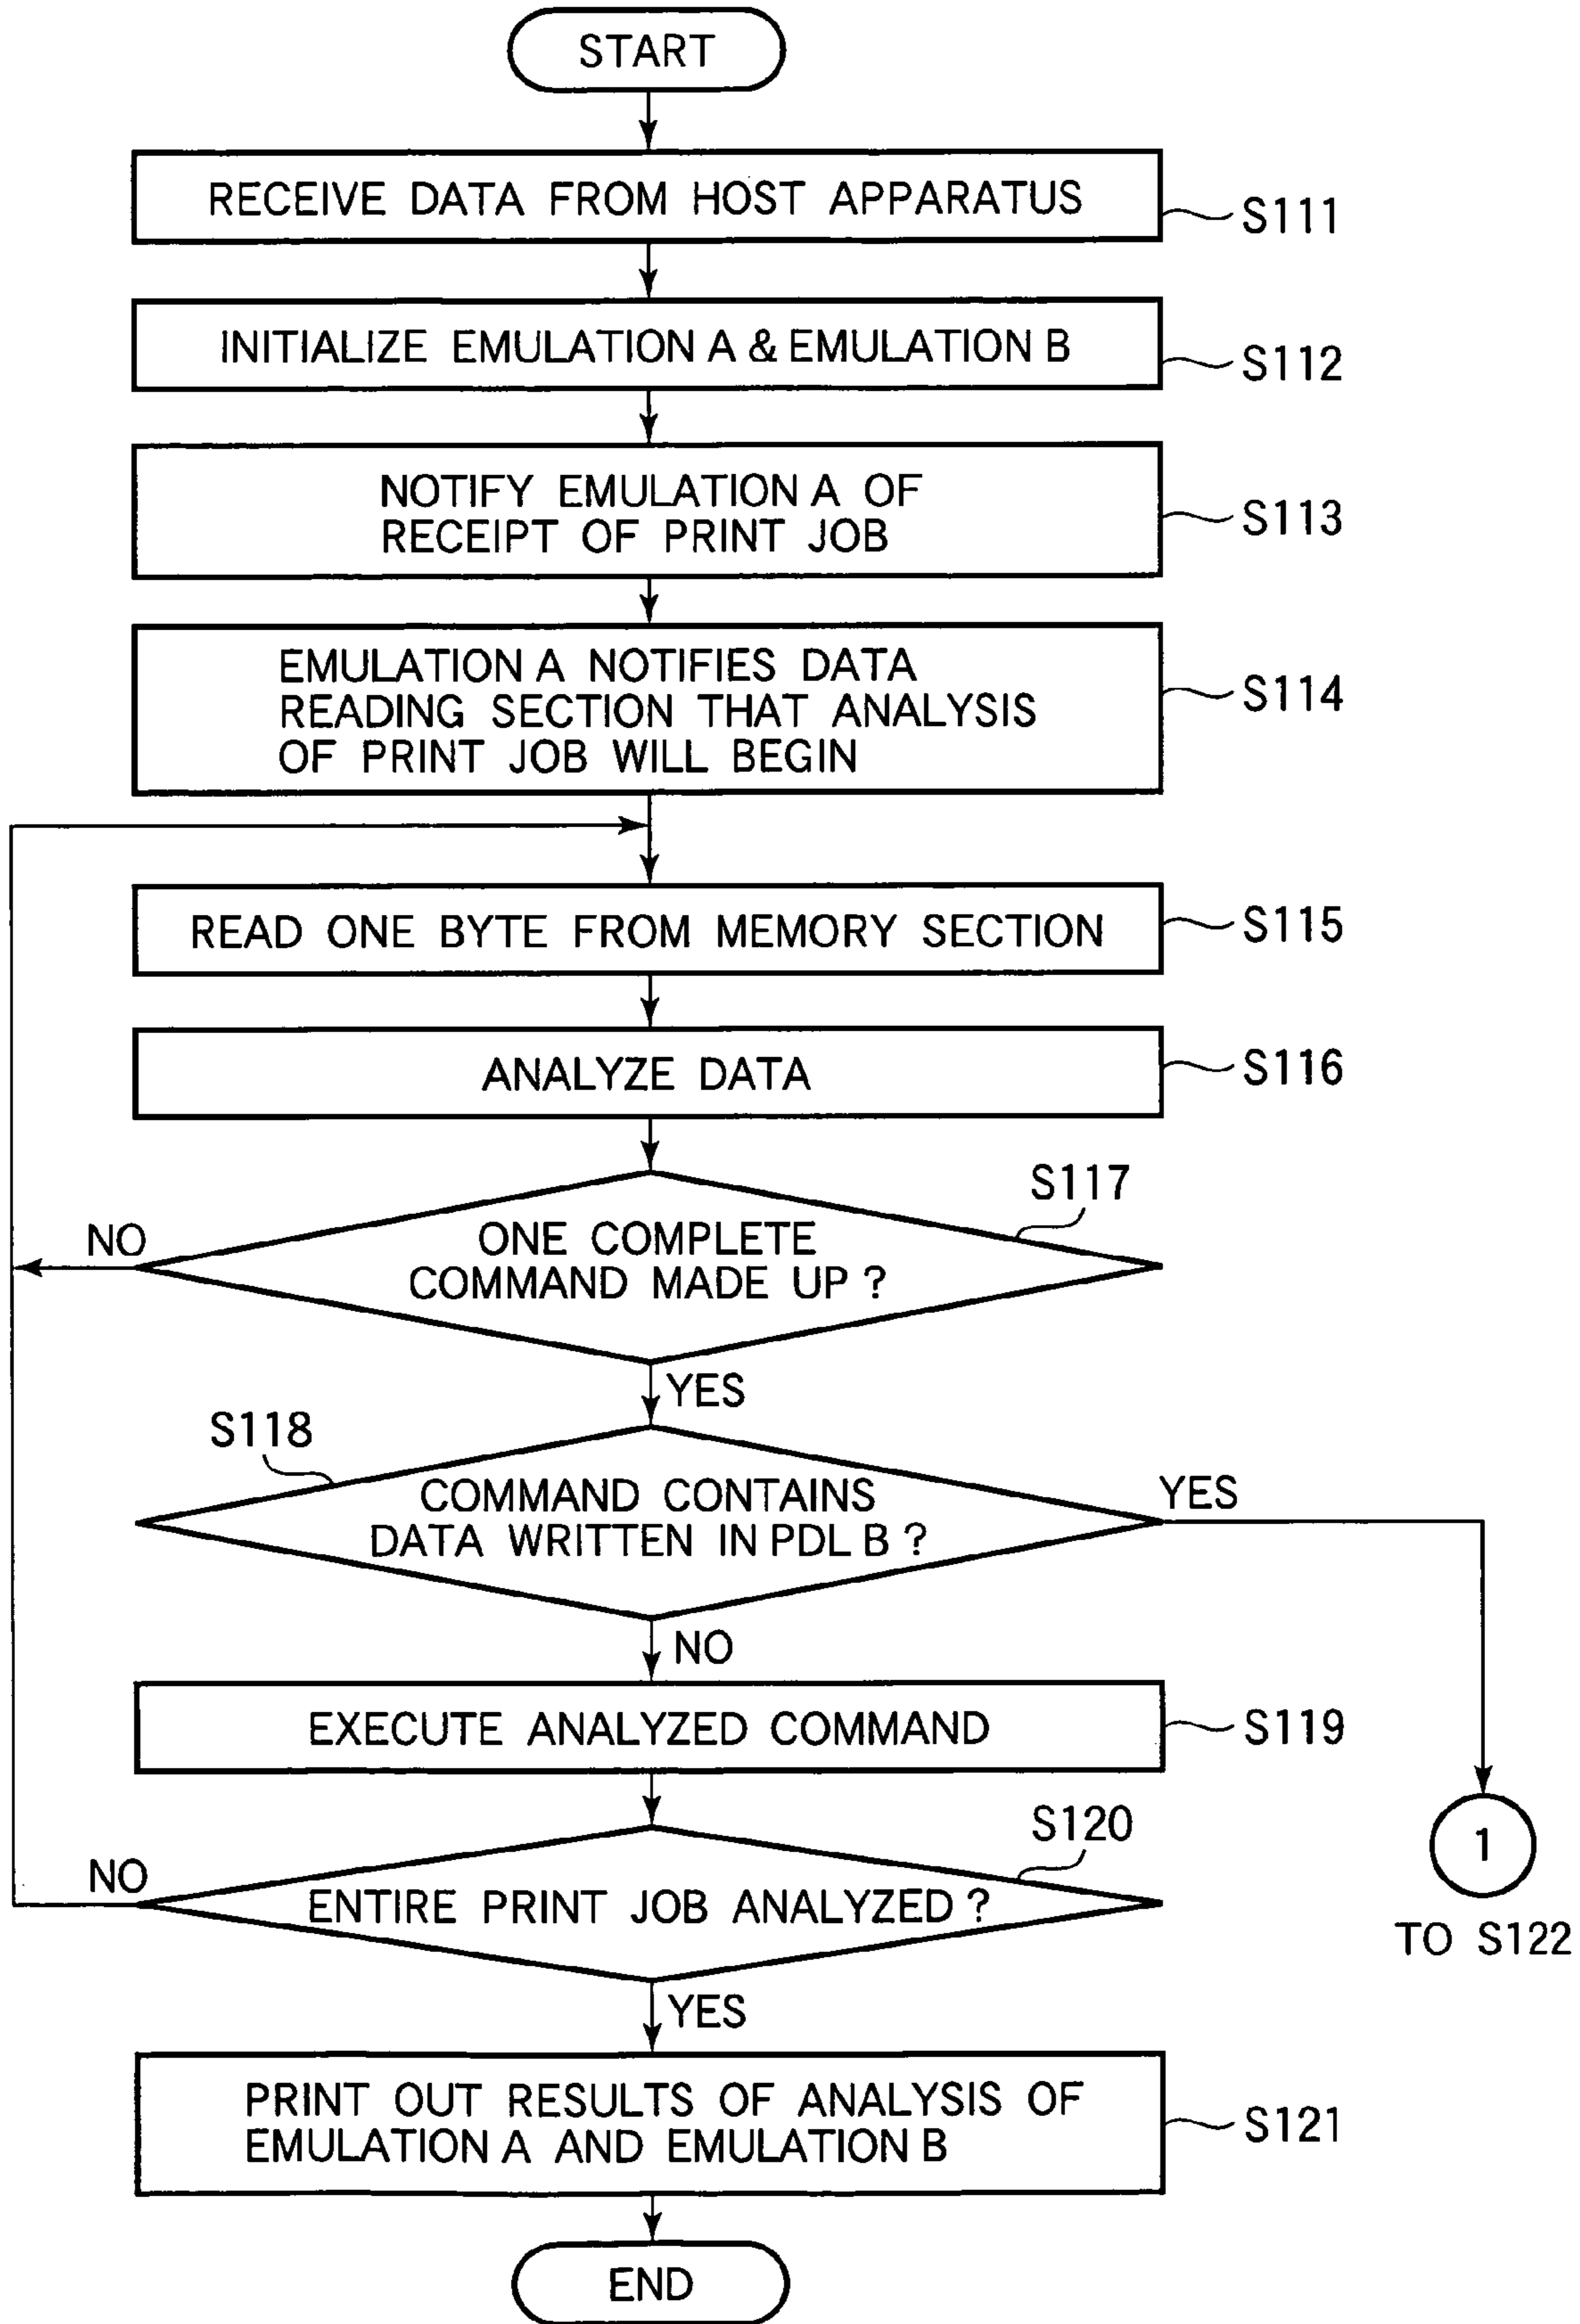 START
RECEIVE DATA FROM HOST APPARATUS
S111
INITIALIZE EMULATION A & EMULATION B
S112
NOTIFY EMULATION A OF
RECEIPT OF PRINT JOB
S113
EMULATION A NOTIFIES DATA
READING SECTION THAT ANALYSIS
OF PRINT JOB WILL BEGIN
S114
READ ONE BYTE FROM MEMORY SECTION
S115
ANALYZE DATA
S116
S117
NO
ONE COMPLETE
COMMAND MADE UP ?
YES
S118
COMMAND CONTAINS
DATA WRITTEN IN PDL B ?
YES
NO
EXECUTE ANALYZED COMMAND
S119
S120
NO
ENTIRE PRINT JOB ANALYZED ?
1
TO S122
YES
PRINT OUT RESULTS OF ANALYSIS OF
EMULATION A AND EMULATION B
S121
END